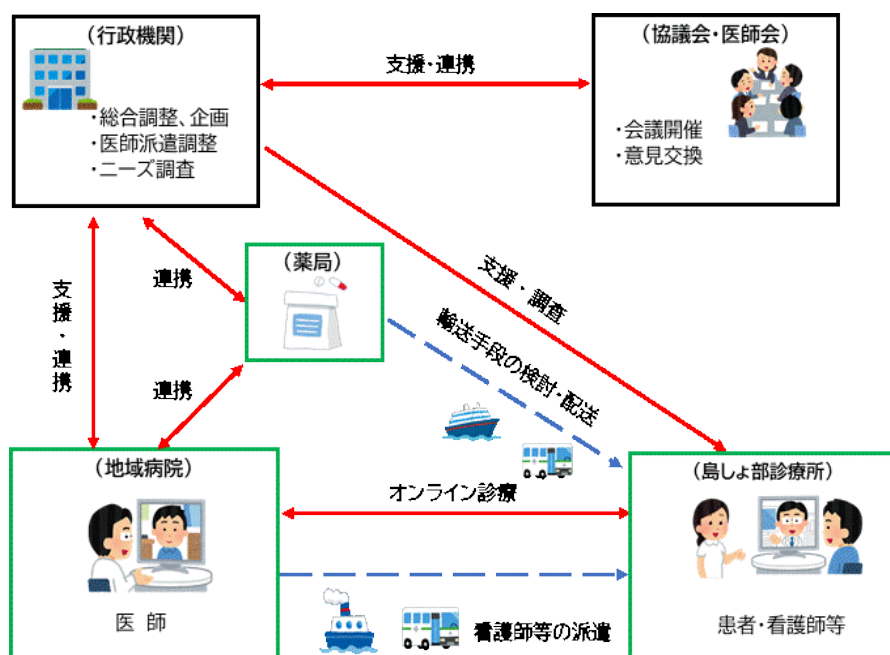 （行政機関）
・総合調整、企画
・医師派遣調整
・ニーズ調査
支援・連携
（協議会・医師会）
・会議開催
・意見交換
支援・連携
連携
（薬局）
連携
支援・調査
輸送手段の検討・配送
（地域病院）
医 師
オンライン診療
看護師等の派遣
（島しょ部診療所）
患者・看護師等